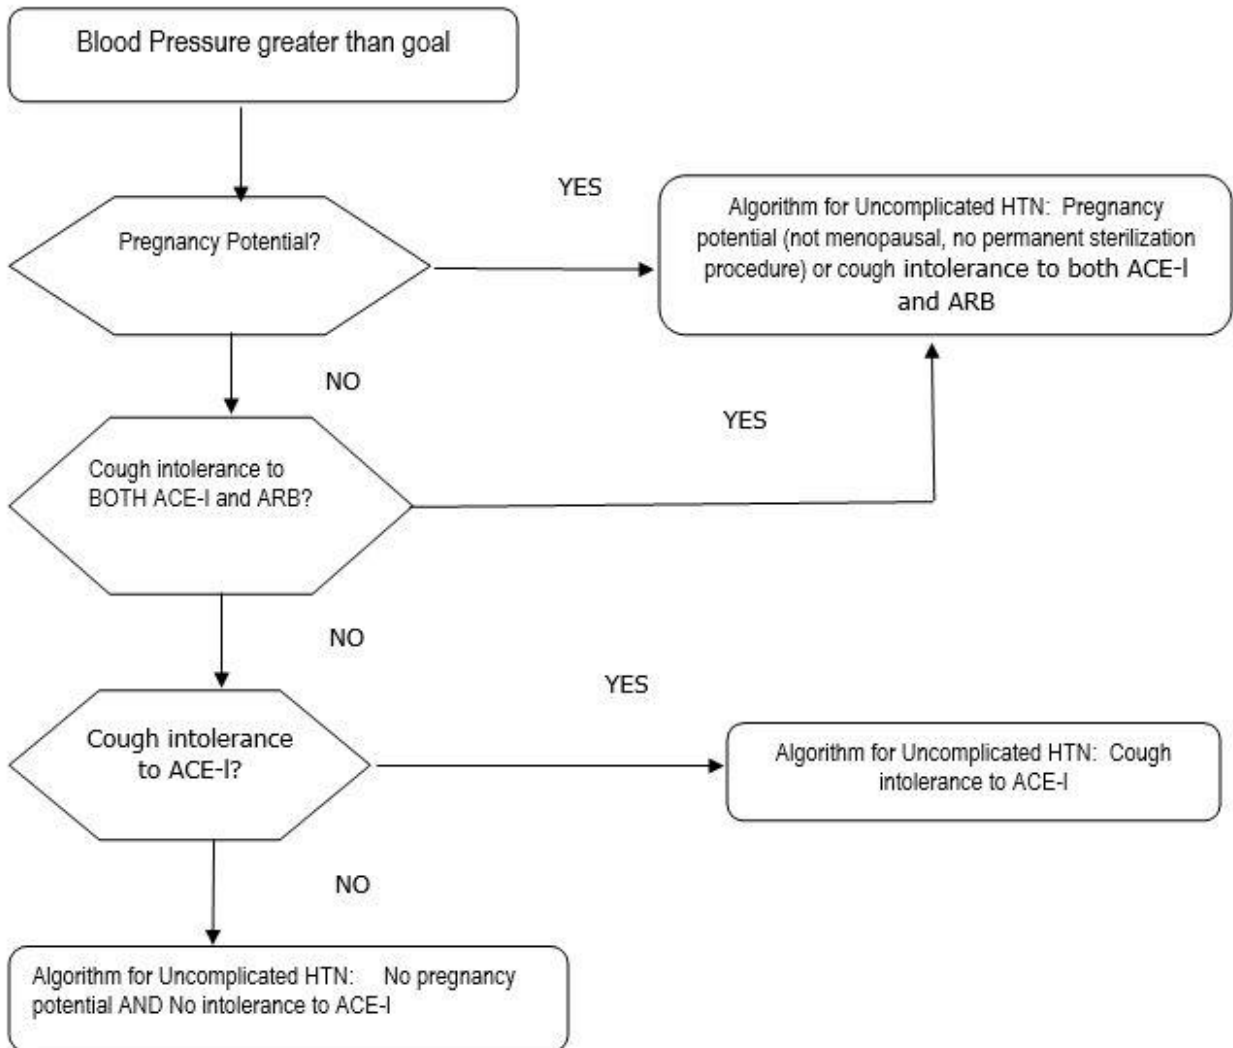 Blood Pressure greater than goal
YES
Pregnancy Potential?
Algorithm for Uncomplicated HTN: Pregnancy
potential (not menopausal, no permanent sterilization
procedure) or cough intolerance to both ACE-I
and ARB
NO
YES
Cough intolerance to
BOTH ACE-I and ARB?
NO
YES
Cough intolerance
to ACE-I?
Algorithm for Uncomplicated HTN: Cough
intolerance to ACE-I
NO
Algorithm for Uncomplicated HTN: No pregnancy
potential AND No intolerance to ACE-I